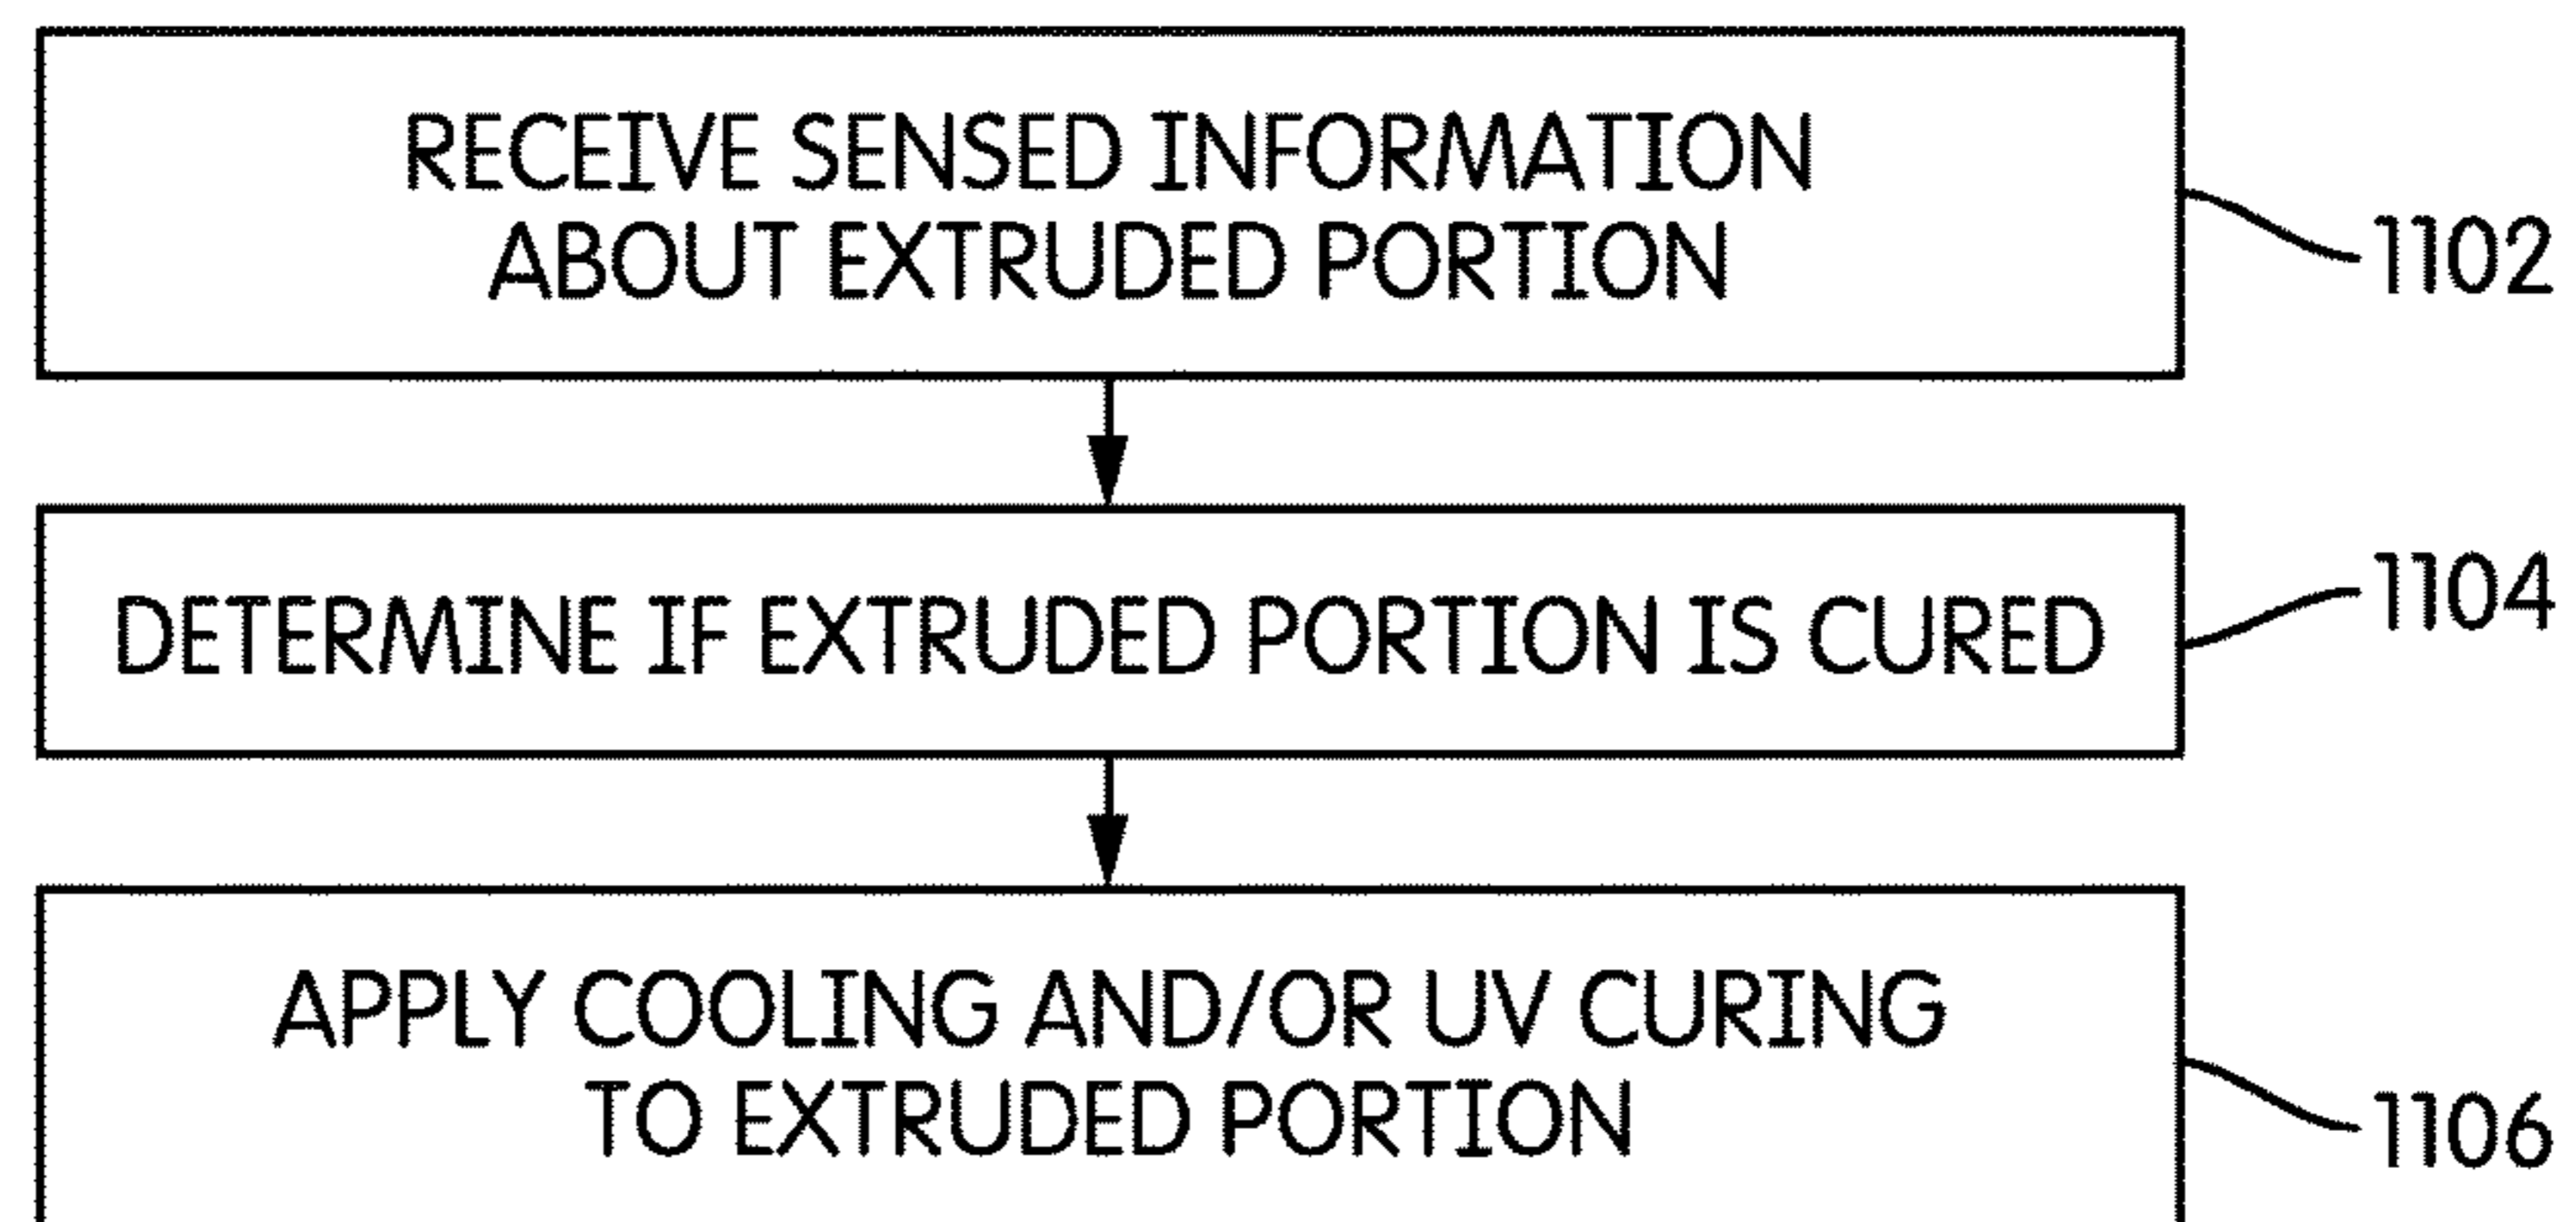 RECEIVE SENSED INFORMATION
ABOUT EXTRUDED PORTION
1102
DETERMINE IF EXTRUDED PORTION IS CURED
1104
APPLY COOLING AND/OR UV CURING
TO EXTRUDED PORTION
1106